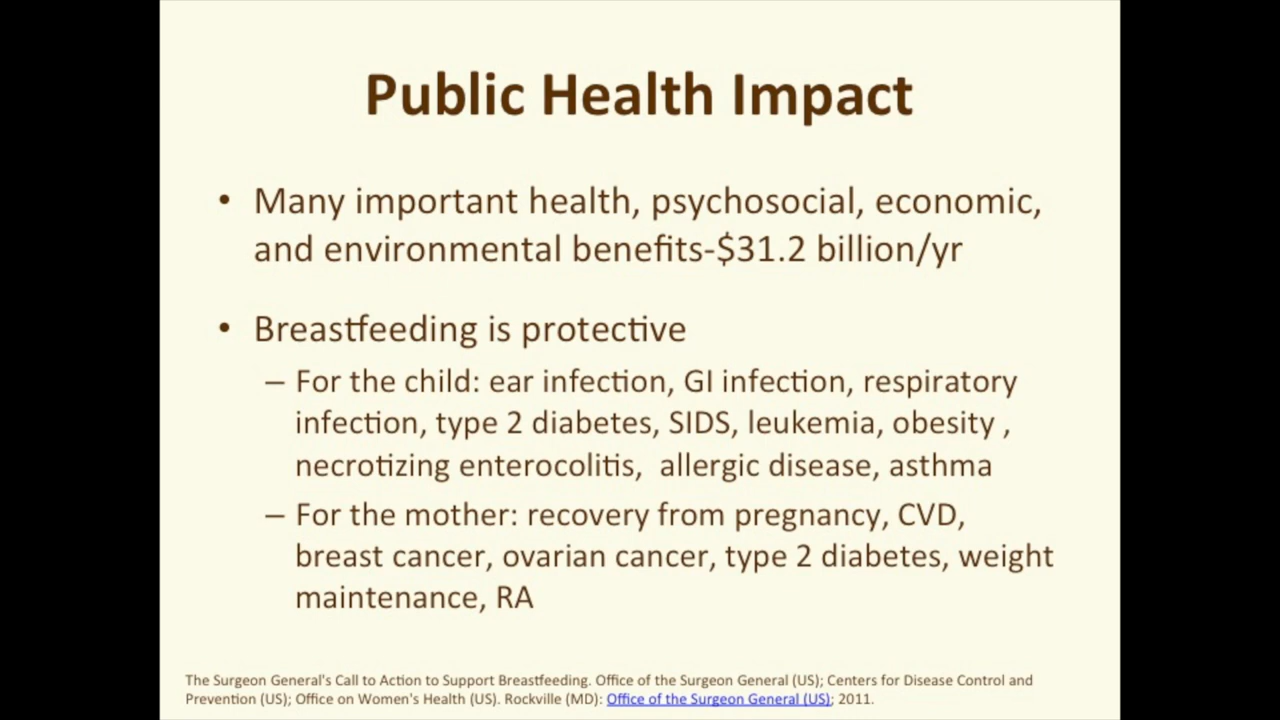 Public Health Impact
• Many important health, psychosocial, economic,
and environmental benefits-$31.2 billion/yr
• Breastfeeding is protective
– For the child: ear infection, GI infection, respiratory
infection, type 2 diabetes, SIDS, leukemia, obesity ,
necrotizing enterocolitis,  allergic disease, asthma
– For the mother: recovery from pregnancy, CVD,
breast cancer, ovarian cancer, type 2 diabetes, weight
maintenance, RA
The Surgeon General's Call to Action to Support Breastfeeding. Office of the Surgeon General (US); Centers for Disease Control and
Prevention (US); Office on Women's Health (US). Rockville (MD): Office of the Surgeon General (US); 2011.